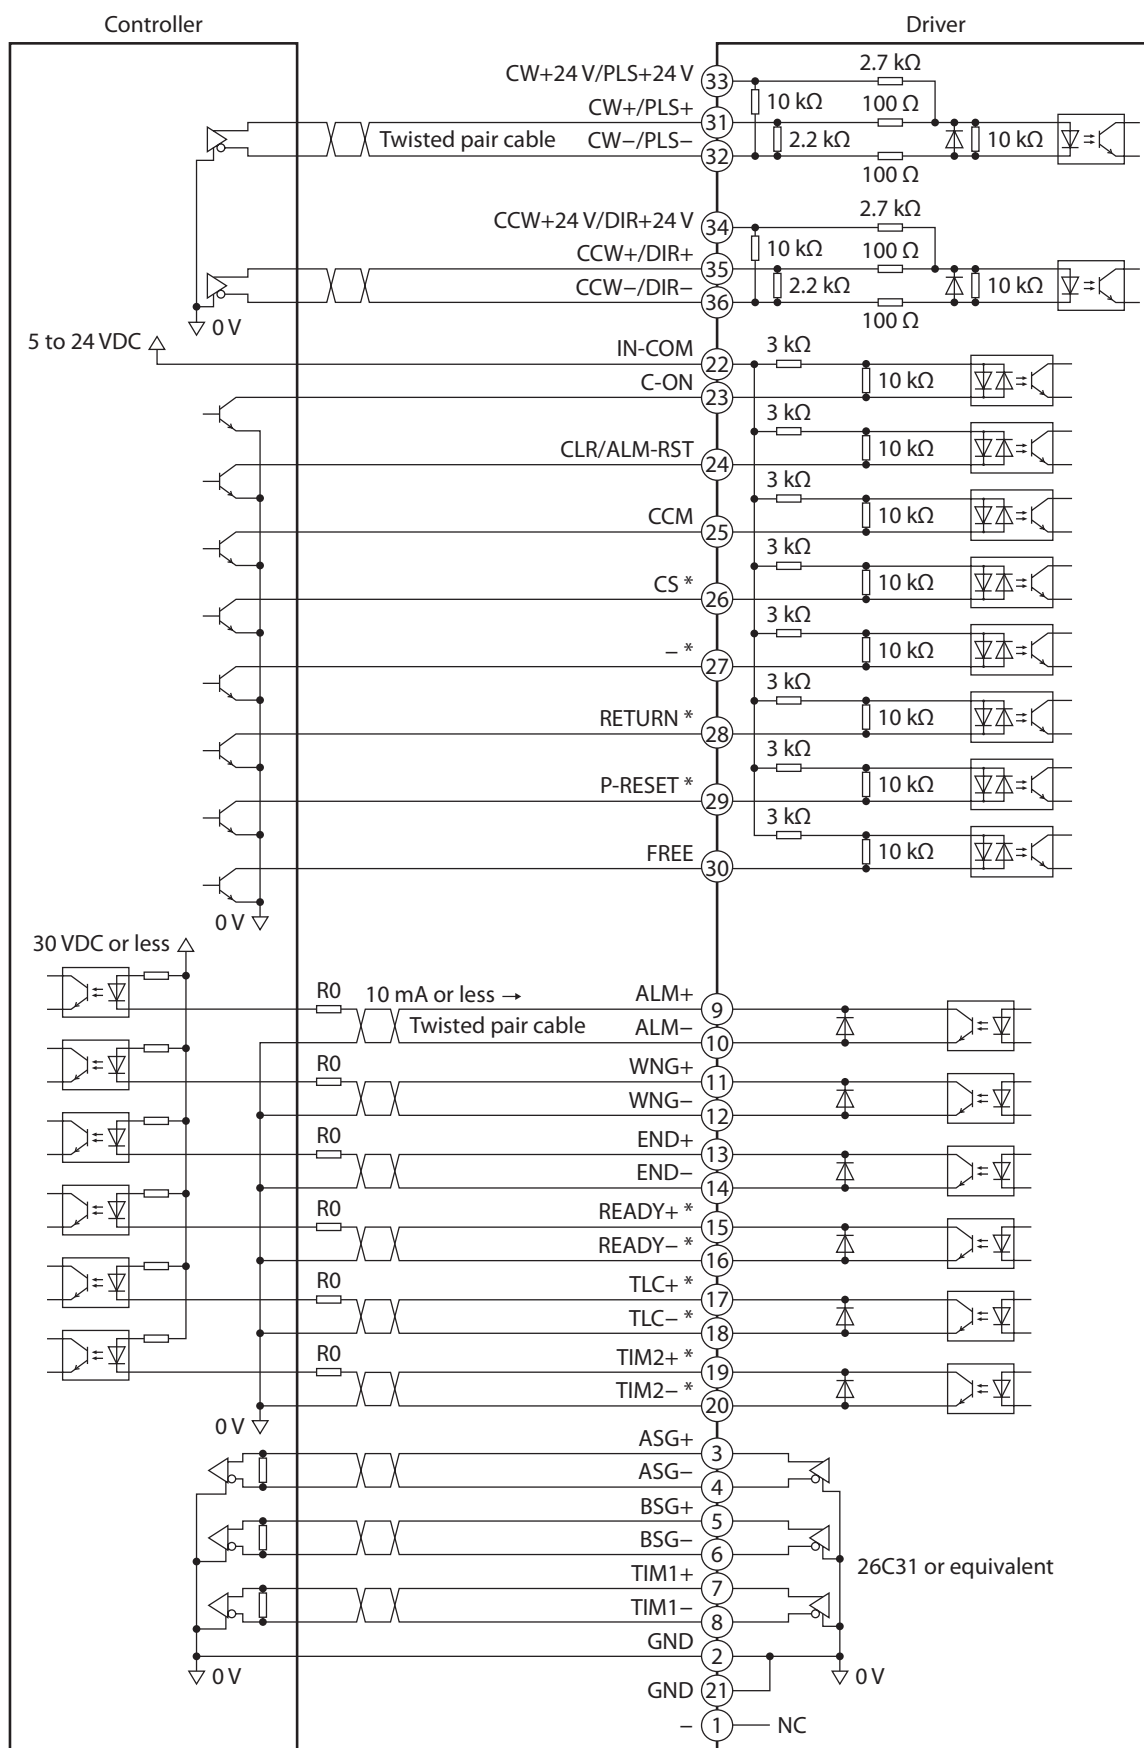 Controller
Driver
CW+24 V/PLS+24 V
33
2.7 kΩ
10 kΩ
100 Ω
CW+/PLS+
31
Twisted pair cable
CW−/PLS−
32
2.2 kΩ
10 kΩ
100 Ω
CCW+24 V/DIR+24 V
34
2.7 kΩ
10 kΩ
100 Ω
CCW+/DIR+
35
CCW−/DIR−
36
2.2 kΩ
10 kΩ
100 Ω
0 V
5 to 24 VDC
IN-COM
22
3 kΩ
C-ON
23
10 kΩ
3 kΩ
CLR/ALM-RST
24
10 kΩ
3 kΩ
CCM
25
10 kΩ
3 kΩ
CS *
26
10 kΩ
3 kΩ
− *
27
10 kΩ
3 kΩ
RETURN *
28
10 kΩ
3 kΩ
P-RESET *
29
10 kΩ
3 kΩ
FREE
30
10 kΩ
0 V
30 VDC or less
R0
10 mA or less →
ALM+
9
Twisted pair cable
ALM−
10
R0
WNG+
11
WNG−
12
R0
END+
13
END−
14
R0
READY+ *
15
READY− *
16
R0
TLC+ *
17
TLC− *
18
R0
TIM2+ *
19
TIM2− *
20
0 V
ASG+
3
ASG−
4
BSG+
5
BSG−
6
26C31 or equivalent
TIM1+
7
TIM1−
8
GND
2
0 V
0 V
GND
21
−
1
NC